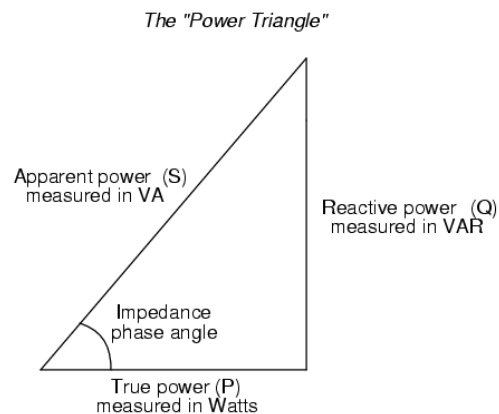 The "Power Triangle"
Apparent power (S)
measured in VA
Reactive power (Q)
measured in VAR
Impedance
phase angle
True power (P)
measured in Watts